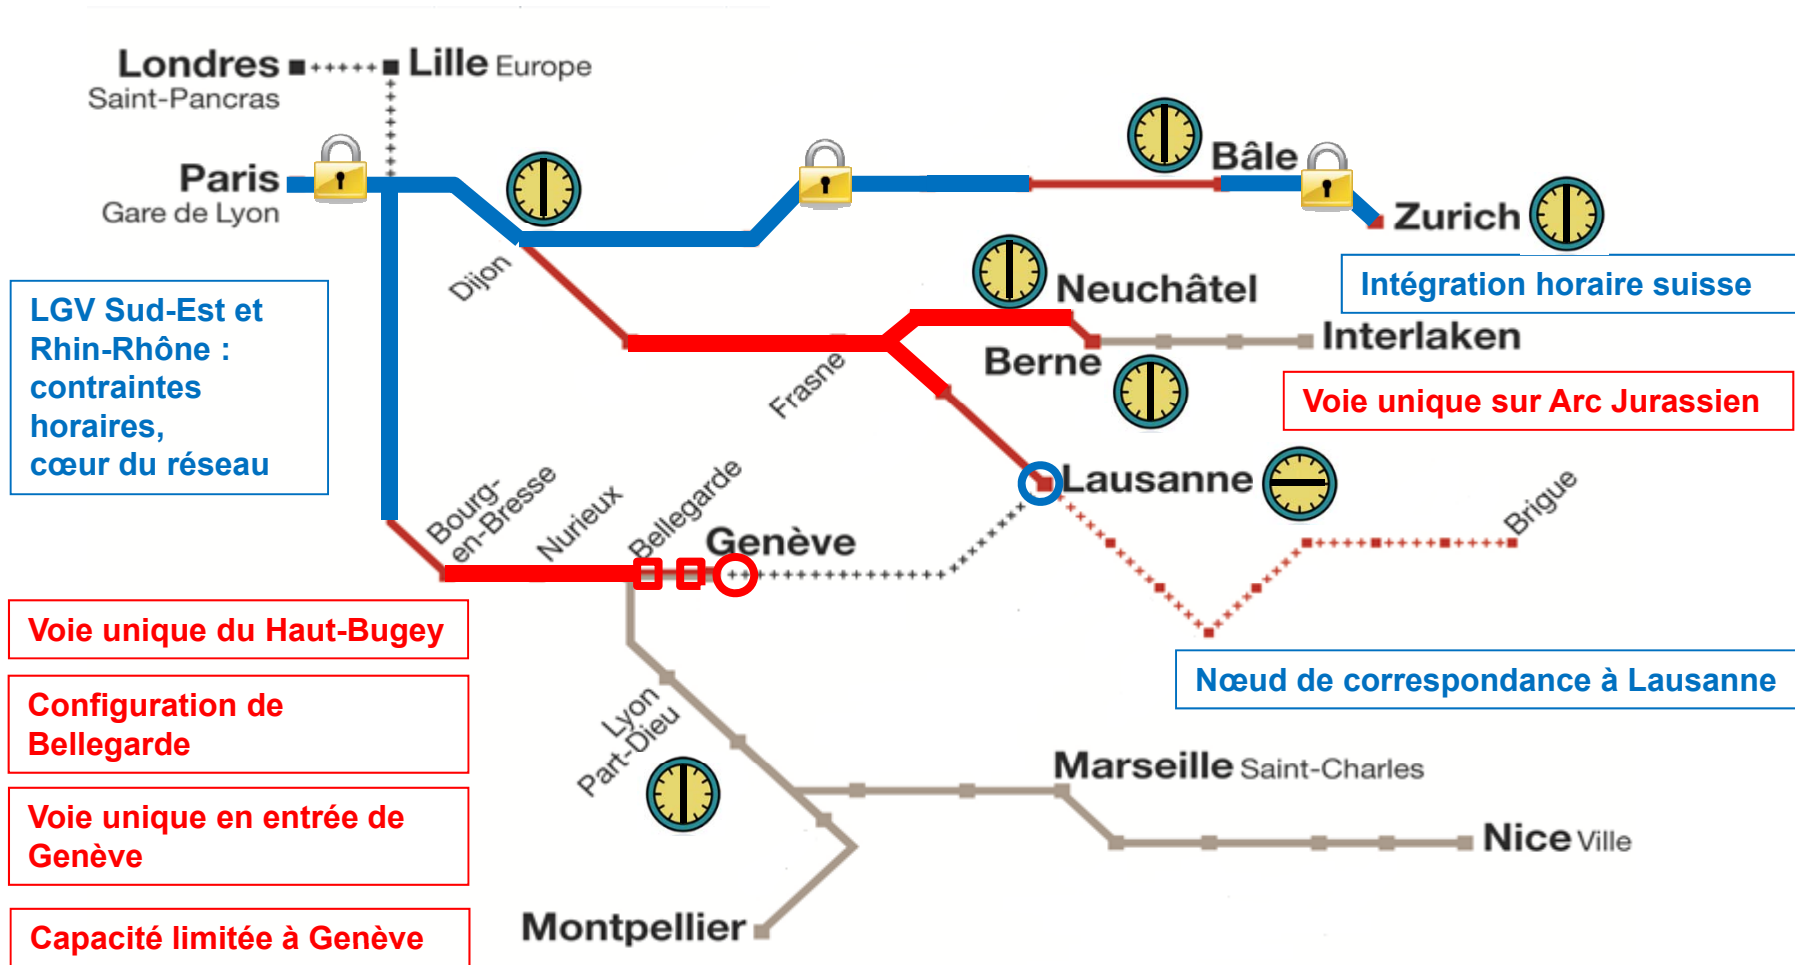 Londres
Saint-Pancras
Lille Europe
Paris
Gare de Lyon
Bâle
Zurich
Intégration horaire suisse
Dijon
Neuchâtel
Interlaken
Berne
Frasne
Voie unique sur Arc Jurassien
LGV Sud-Est et
Rhin-Rhône :
contraintes
horaires,
cœur du réseau
Lausanne
Brigue
Bourg-
en-Bresse
Nurieux
Bellegarde
Genève
Voie unique du Haut-Bugey
Nœud de correspondance à Lausanne
Configuration de
Bellegarde
Lyon
Part-Dieu
Marseille Saint-Charles
Voie unique en entrée de
Genève
Nice Ville
Montpellier
Capacité limitée à Genève